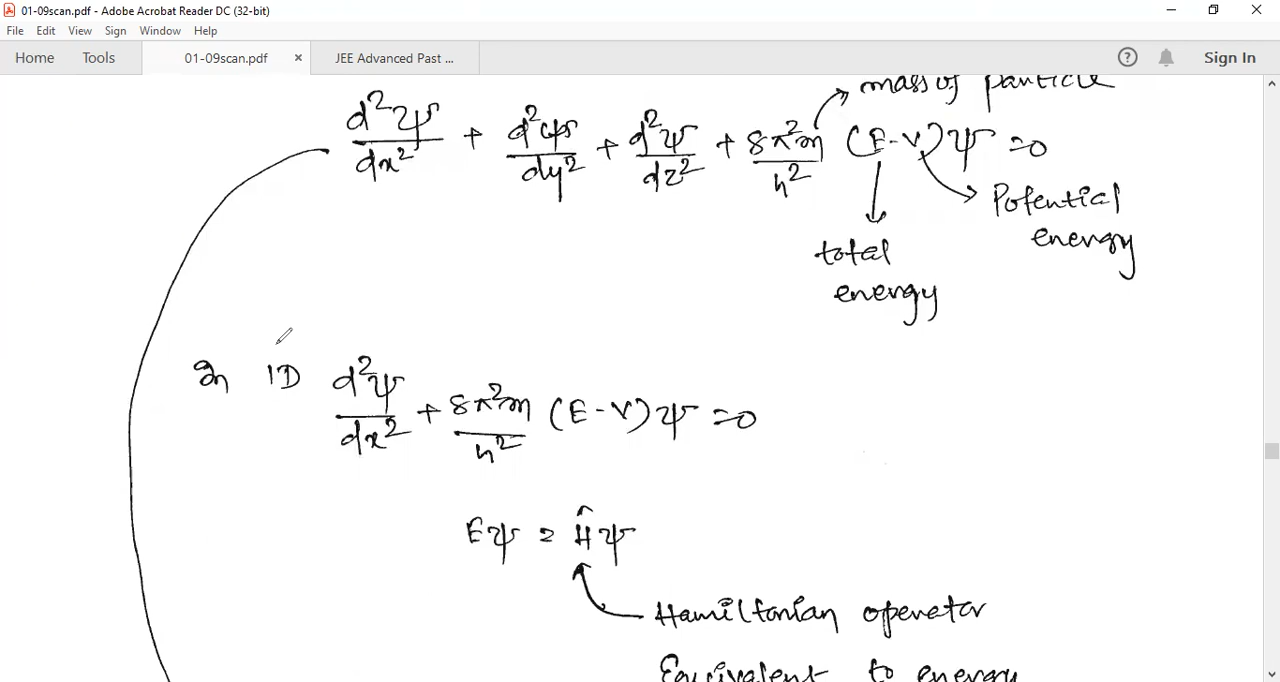 01-09scan.pdf - Adobe Acrobat Reader DC (32-bit)
File Edit View Sign Window Help
Home Tools 01-09scan.pdf × JEE Advanced Past ... Sign In
mass of particle
d²ψ/dx² + d²ψ/dy² + d²ψ/dz² + 8π²m/h² (E-V)ψ =0
Potential
energy
total
energy
In 1D d²ψ/dx² + 8π²m/h² (E-V)ψ =0
Eψ = Ĥψ
Hamiltonian operator
Equivalent to energy